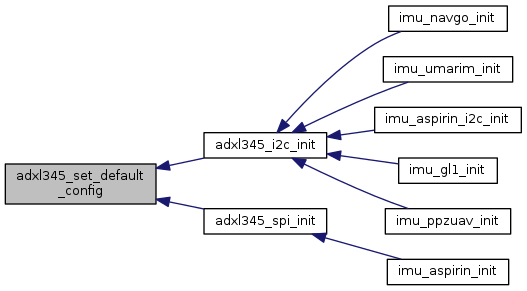 imu_navgo_init
imu_umarim_init
imu_aspirin_i2c_init
adxl345_i2c_init
imu_gl1_init
adxl345_set_default
_config
adxl345_spi_init
imu_ppzuav_init
imu_aspirin_init